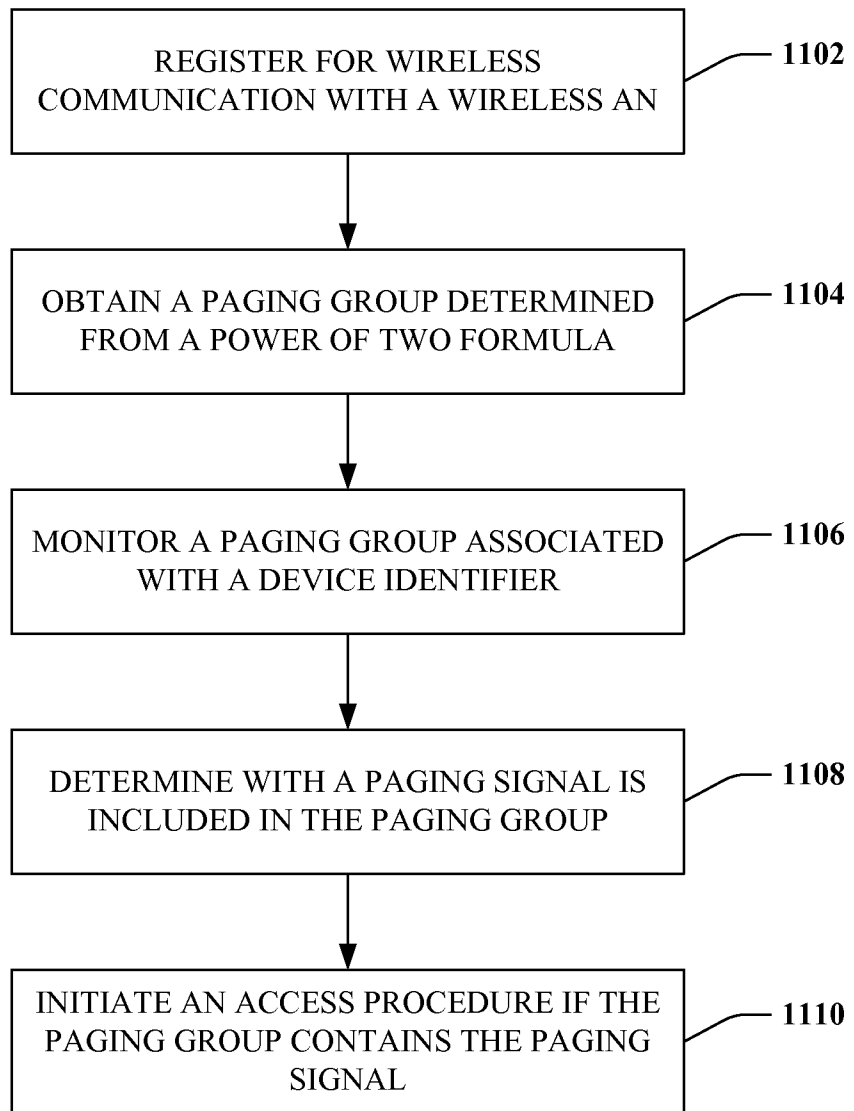 REGISTER FOR WIRELESS
COMMUNICATION WITH A WIRELESS AN
1102
OBTAIN A PAGING GROUP DETERMINED
FROM A POWER OF TWO FORMULA
1104
MONITOR A PAGING GROUP ASSOCIATED
WITH A DEVICE IDENTIFIER
1106
DETERMINE WITH A PAGING SIGNAL IS
INCLUDED IN THE PAGING GROUP
1108
INITIATE AN ACCESS PROCEDURE IF THE
PAGING GROUP CONTAINS THE PAGING
SIGNAL
1110